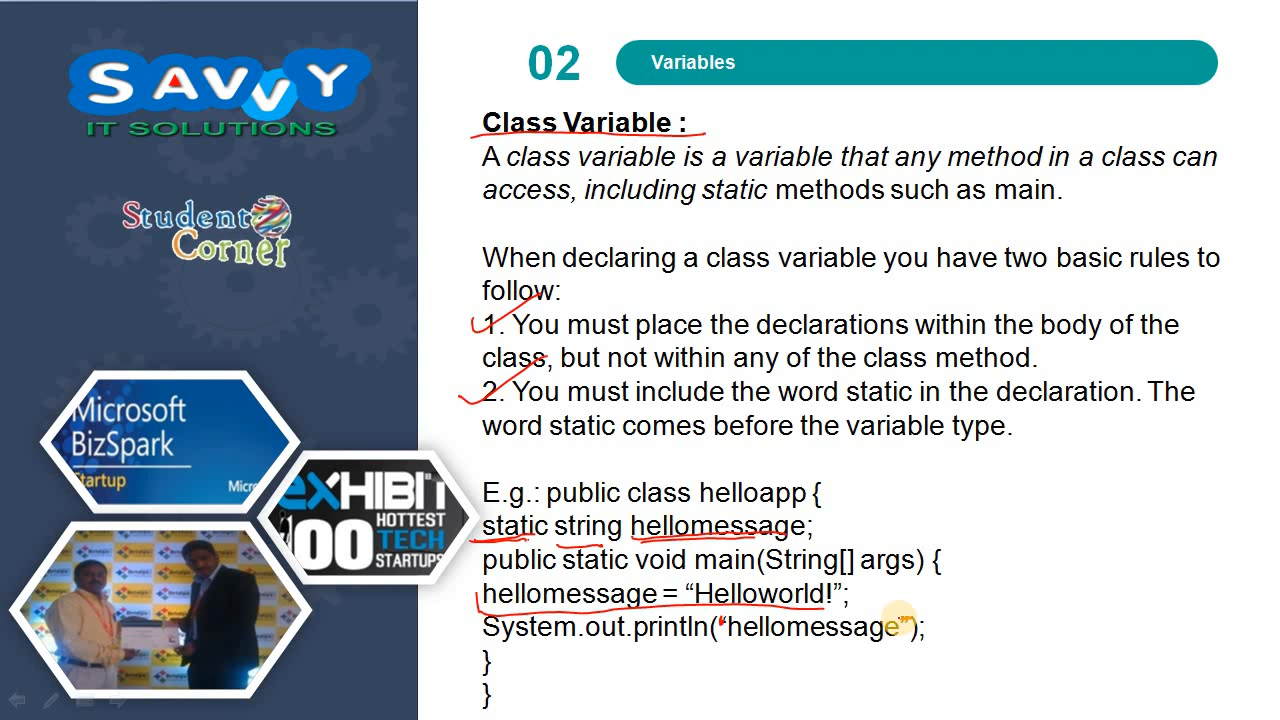 SAVVY
IT SOLUTIONS
Student
Corner
Microsoft
BizSpark
Startup
Micr
EXHIBIT
100
HOTTEST
TECH
STARTUPS
02
Variables
Class Variable :
A class variable is a variable that any method in a class can
access, including static methods such as main.
When declaring a class variable you have two basic rules to
follow:
1. You must place the declarations within the body of the
class, but not within any of the class method.
2. You must include the word static in the declaration. The
word static comes before the variable type.
E.g.: public class helloapp {
static string hellomessage;
public static void main(String[] args) {
hellomessage = “Helloworld!”;
System.out.println(“hellomessage”);
}
}